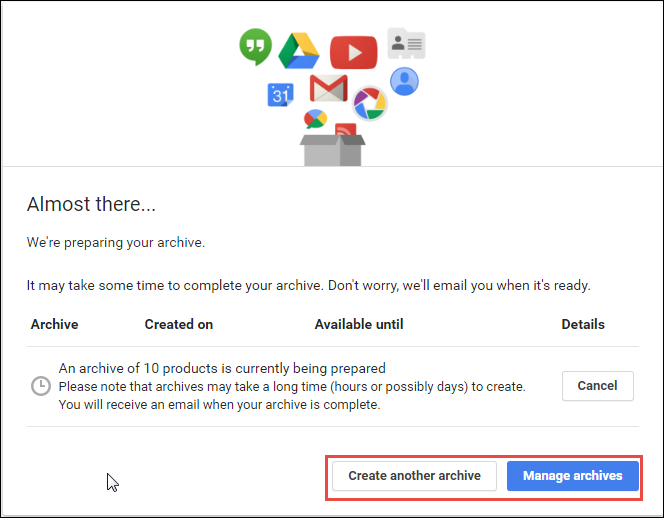 31
Almost there...
We're preparing your archive.
It may take some time to complete your archive. Don't worry, we'll email you when it's ready.
Archive Created on Available until Details
An archive of 10 products is currently being prepared
Please note that archives may take a long time (hours or possibly days) to create.
You will receive an email when your archive is complete.
Cancel
Create another archive Manage archives